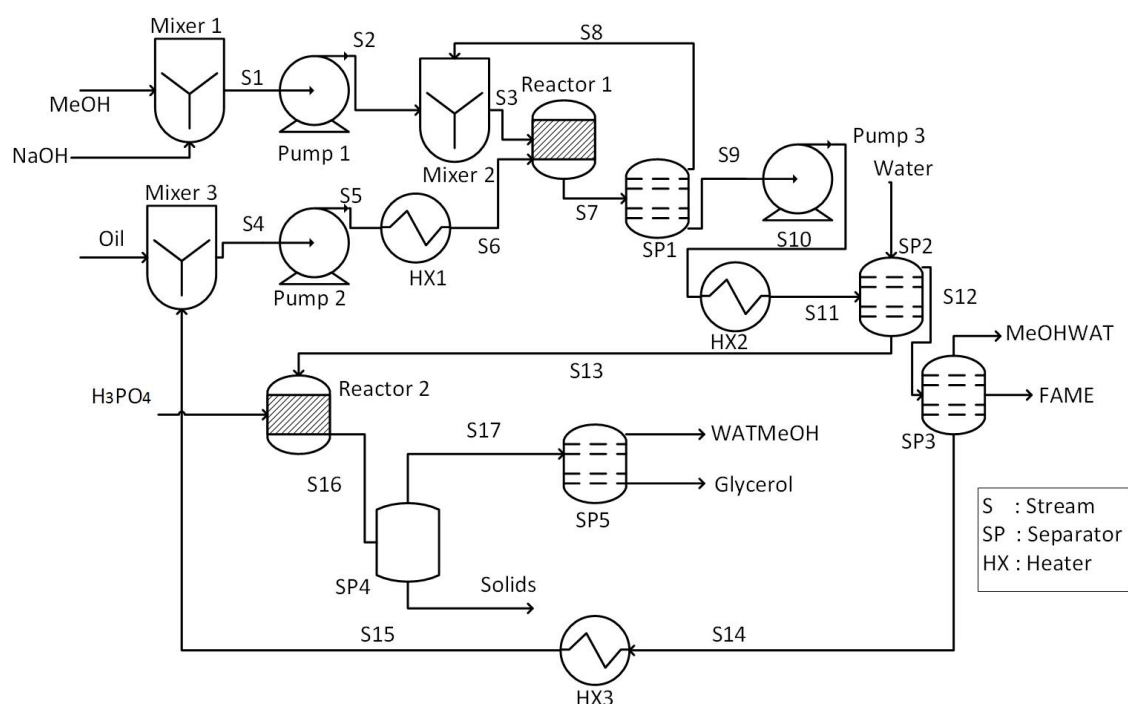 Mixer 1
S2
S8
S1
S3
Reactor 1
MeOH
Pump 3
S9
NaOH
Pump 1
Mixer 2
Water
Mixer 3
S5
S7
S4
SP1
S10
Oil
S6
SP2
HX1
S12
Pump 2
S11
MeOHWAT
HX2
S13
Reactor 2
H₃PO₄
FAME
SP3
S17
WATMeOH
S16
Glycerol
SP5
S : Stream
SP : Separator
HX : Heater
SP4
Solids
S15
S14
HX3